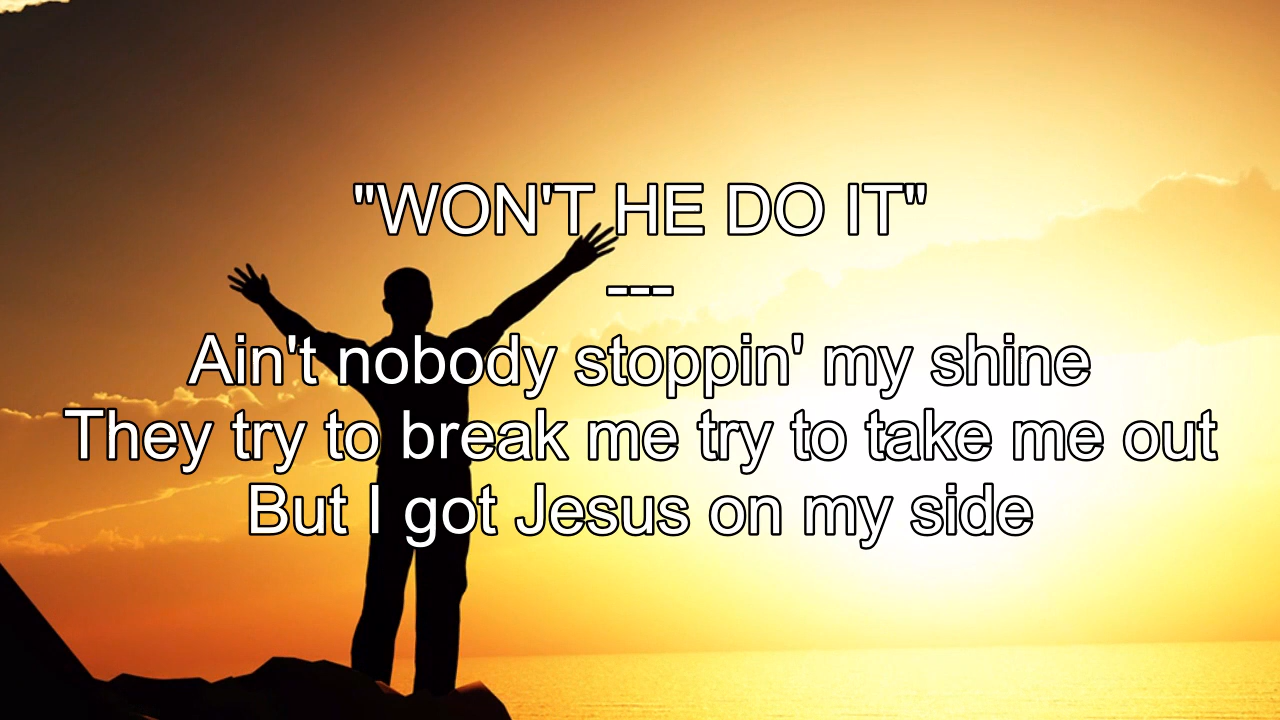 "WON'T HE DO IT"
---
Ain't nobody stoppin' my shine
They try to break me try to take me out
But I got Jesus on my side